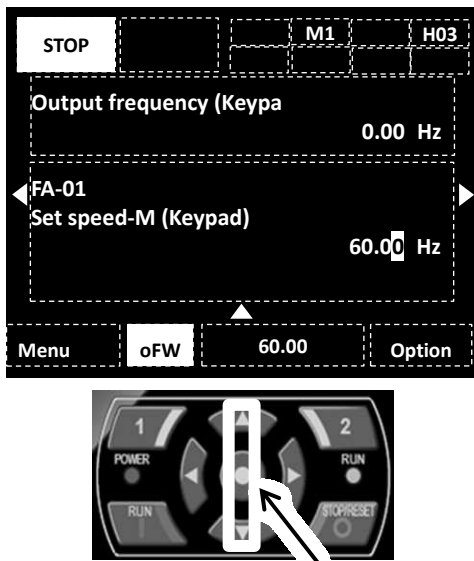 STOP
M1
H03
Output frequency (Keypa
0.00 Hz
FA-01
Set speed-M (Keypad)
60.00 Hz
Menu
oFW
60.00
Option
1
2
POWER
RUN
RUN
STOP/RESET